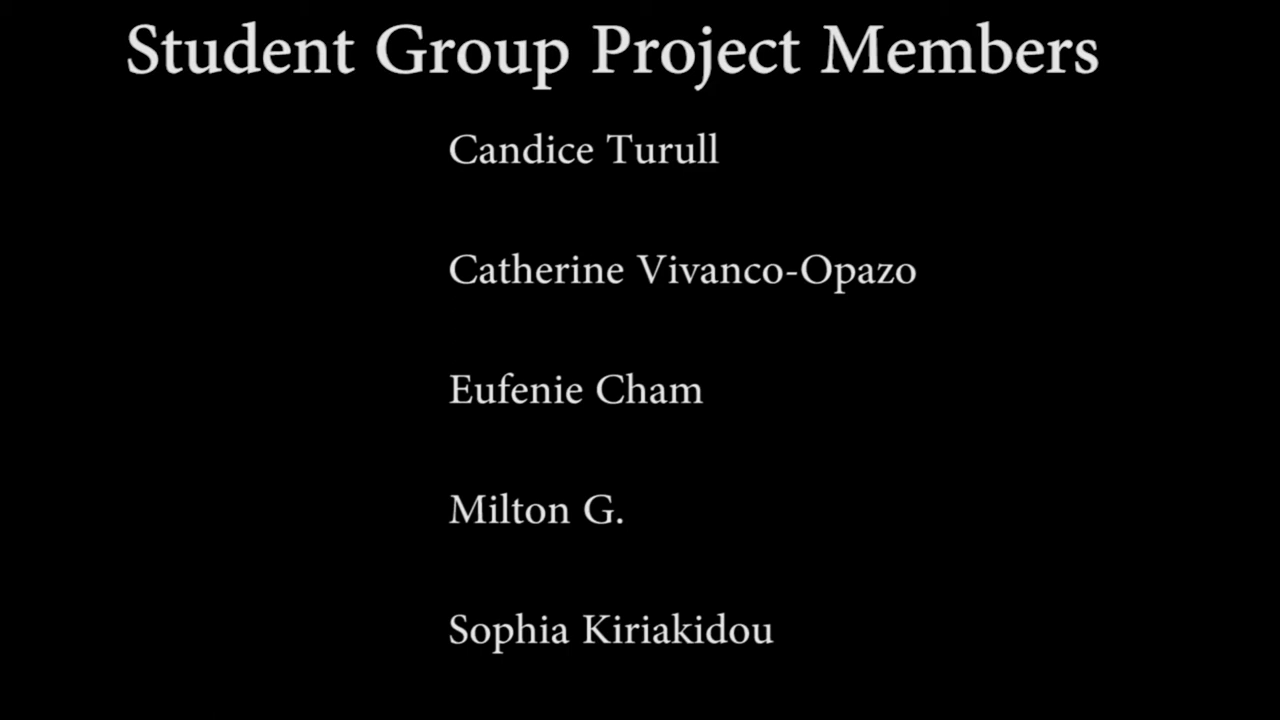 Student Group Project Members
Candice Turull
Catherine Vivanco-Opazo
Eufenie Cham
Milton G.
Sophia Kiriakidou